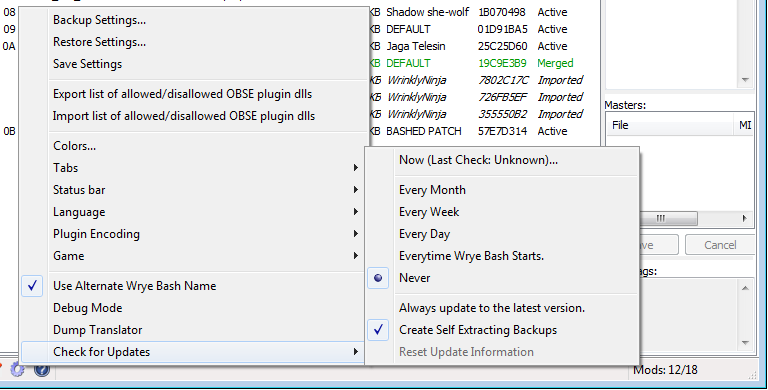 08 KB Shadow she-wolf 1B070498 Active
09 KB DEFAULT 01D91BA5 Active
0A KB Jaga Telesin 25C25D60 Active
KB DEFAULT 19C9E3B9 Merged
KB WrinklyNinja 7802C17C Imported
KB WrinklyNinja 726FB5EF Imported
KB WrinklyNinja 355550B2 Imported
0B KB BASHED PATCH 57E7D314 Active
Backup Settings...
Restore Settings...
Save Settings
Export list of allowed/disallowed OBSE plugin dlls
Import list of allowed/disallowed OBSE plugin dlls
Colors...
Tabs
Status bar
Language
Plugin Encoding
Game
Use Alternate Wrye Bash Name
Debug Mode
Dump Translator
Check for Updates
Now (Last Check: Unknown)...
Every Month
Every Week
Every Day
Everytime Wrye Bash Starts.
Never
Always update to the latest version.
Create Self Extracting Backups
Reset Update Information
Masters:
File MI
ve Cancel
ags:
Mods: 12/18